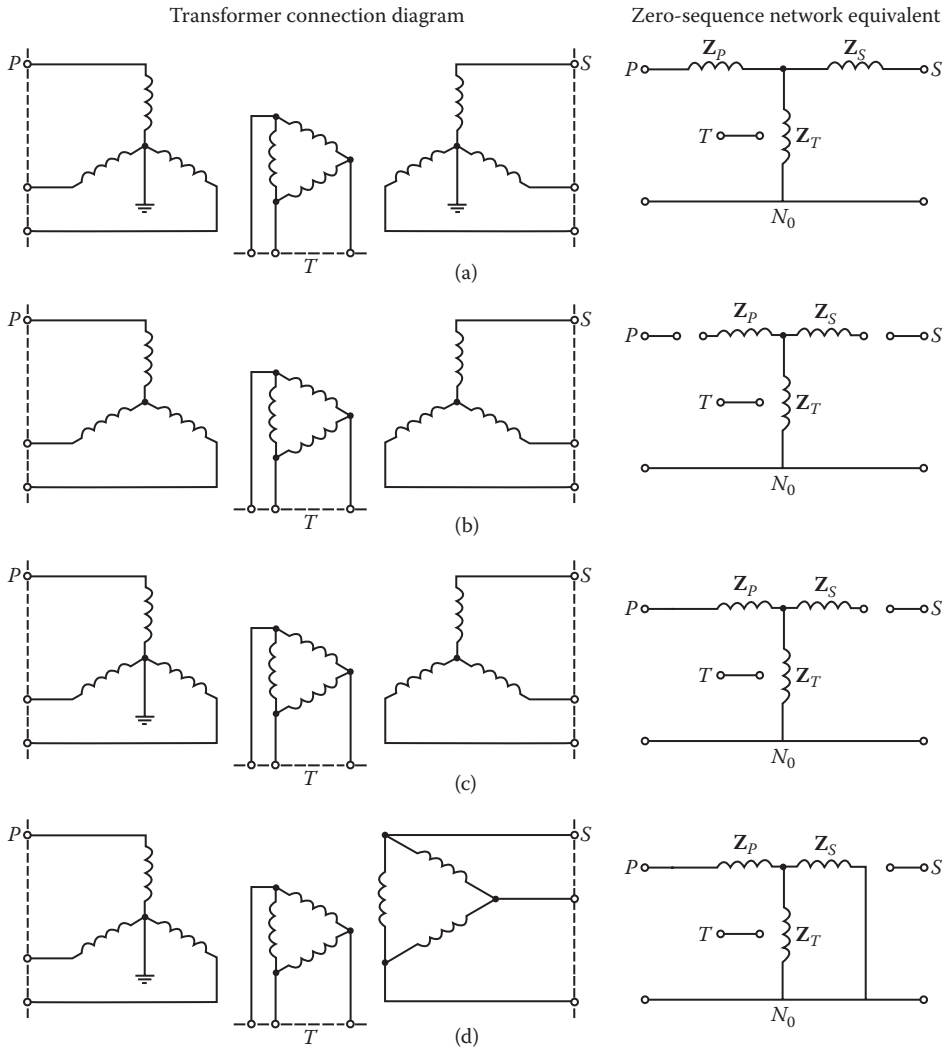 Transformer connection diagram
Zero-sequence network equivalent
P
S
T
(a)
P Z_P Z_S S
T Z_T
N_0
P
S
T
(b)
P Z_P Z_S S
T Z_T
N_0
P
S
T
(c)
P Z_P Z_S S
T Z_T
N_0
P
S
T
(d)
P Z_P Z_S S
T Z_T
N_0